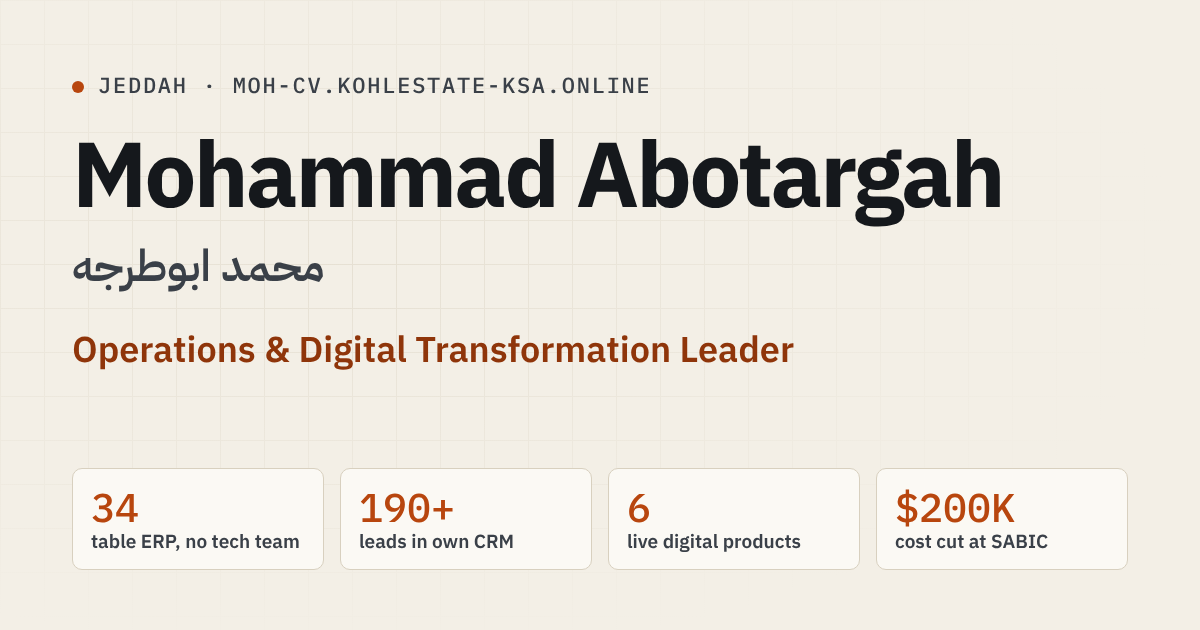 JEDDAH · MOH-CV.KOHLESTATE-KSA.ONLINE
Mohammad Abotargah
محمد ابوطرجه
Operations & Digital Transformation Leader
34
table ERP, no tech team
190+
leads in own CRM
6
live digital products
$200K
cost cut at SABIC